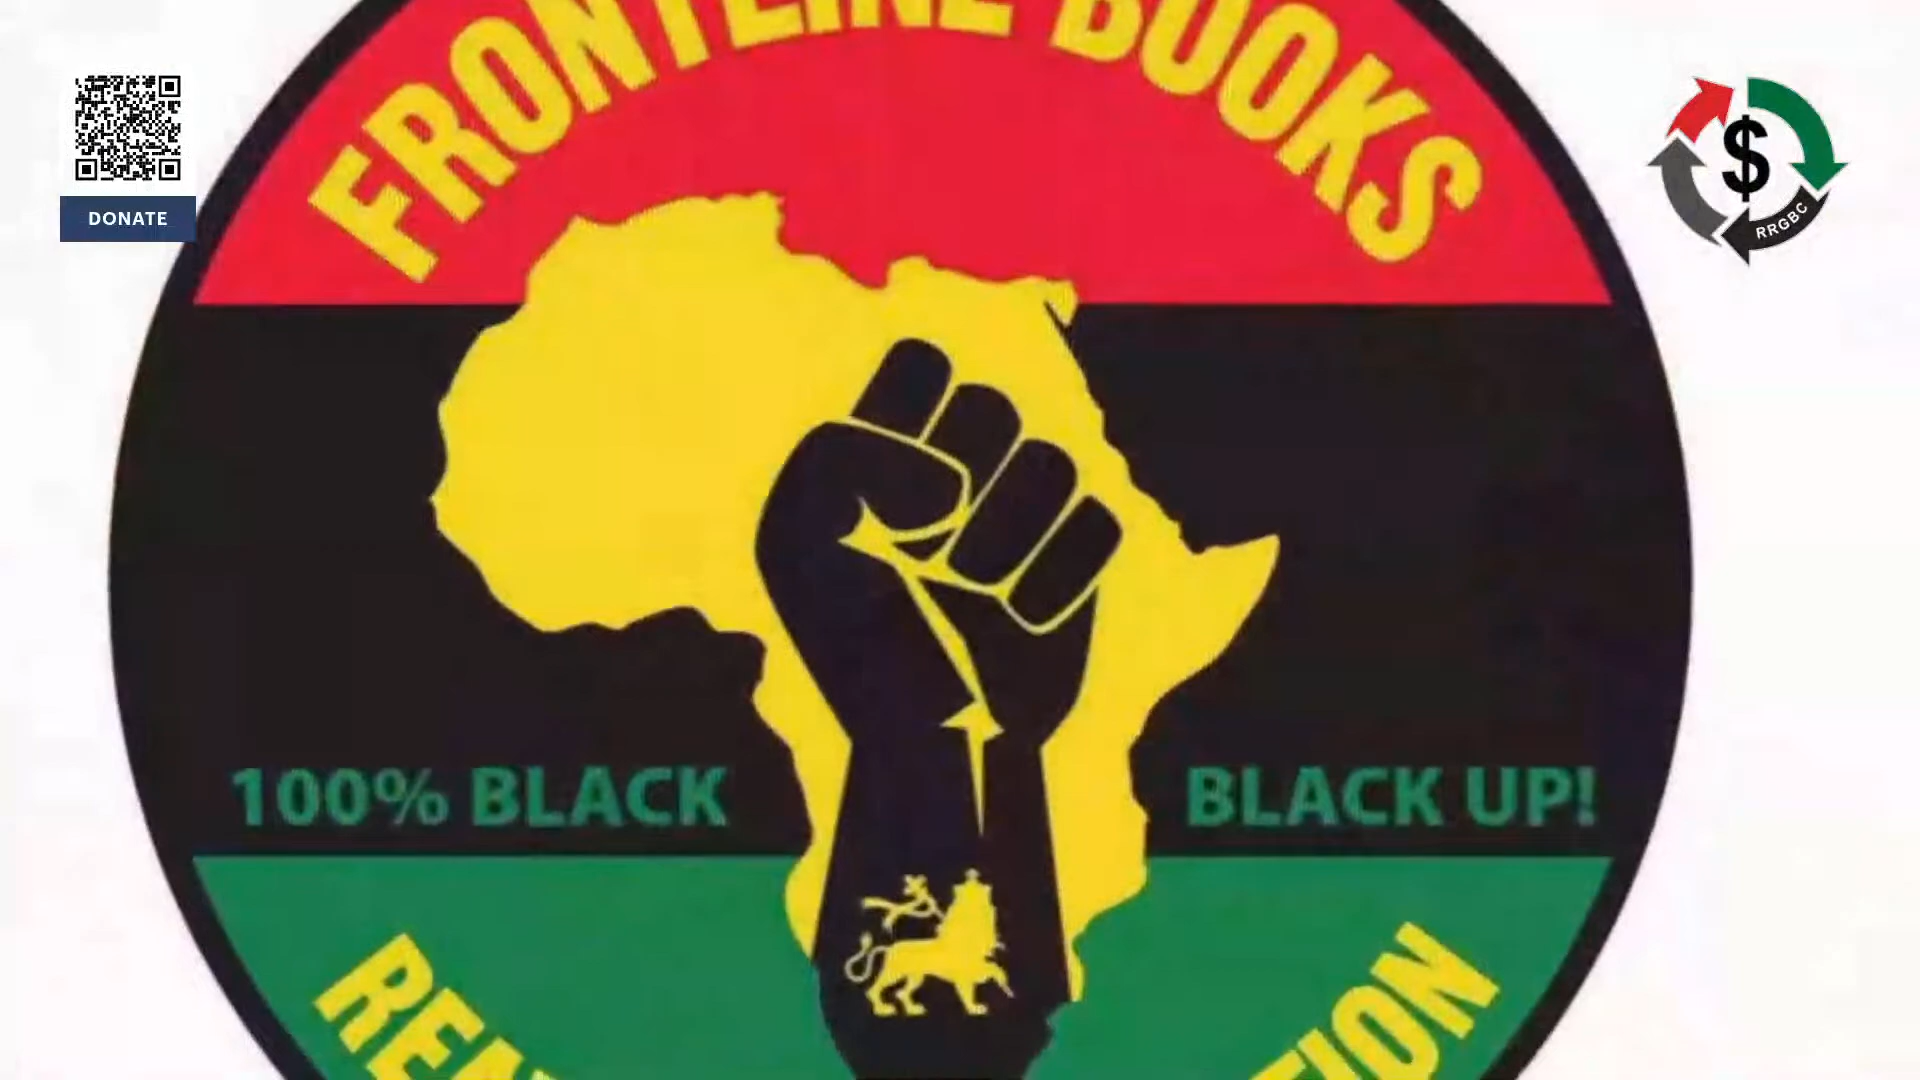 FRONTLINE BOOKS
DONATE
$
RRGBC
100% BLACK
BLACK UP!